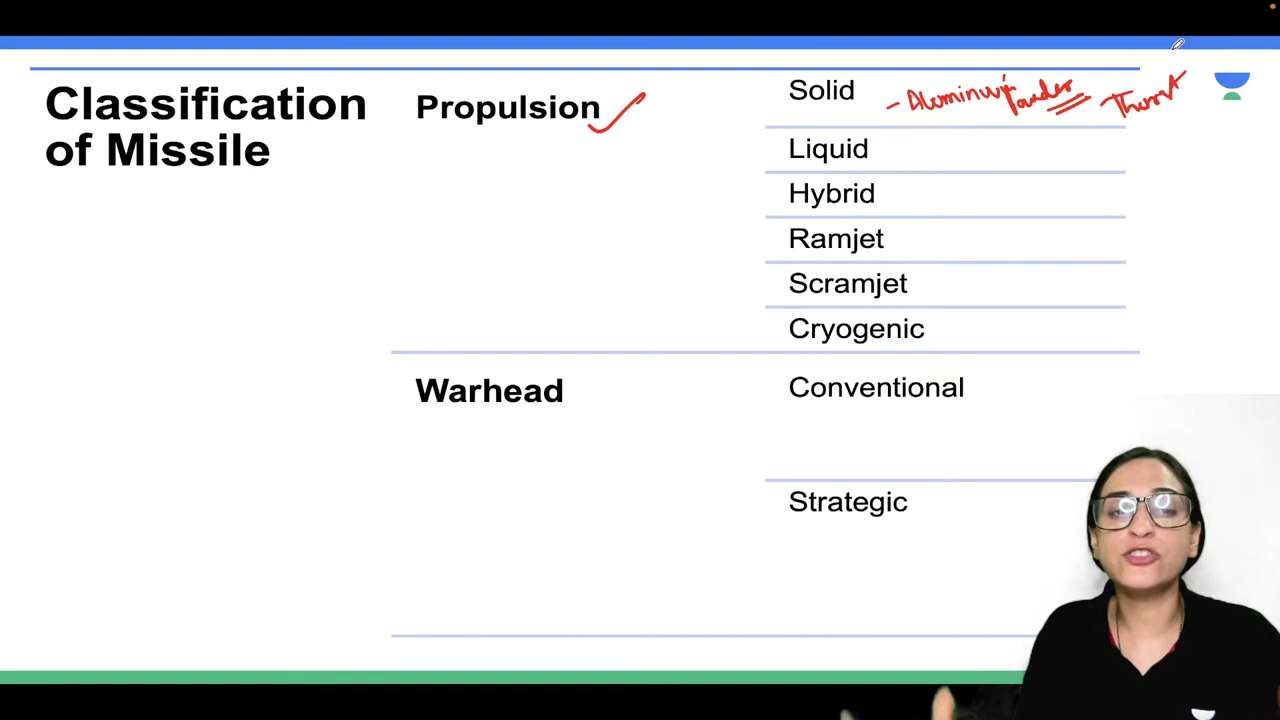 Classification
of Missile
Propulsion
Solid
- Aluminium Powder Thrust
Liquid
Hybrid
Ramjet
Scramjet
Cryogenic
Warhead
Conventional
Strategic